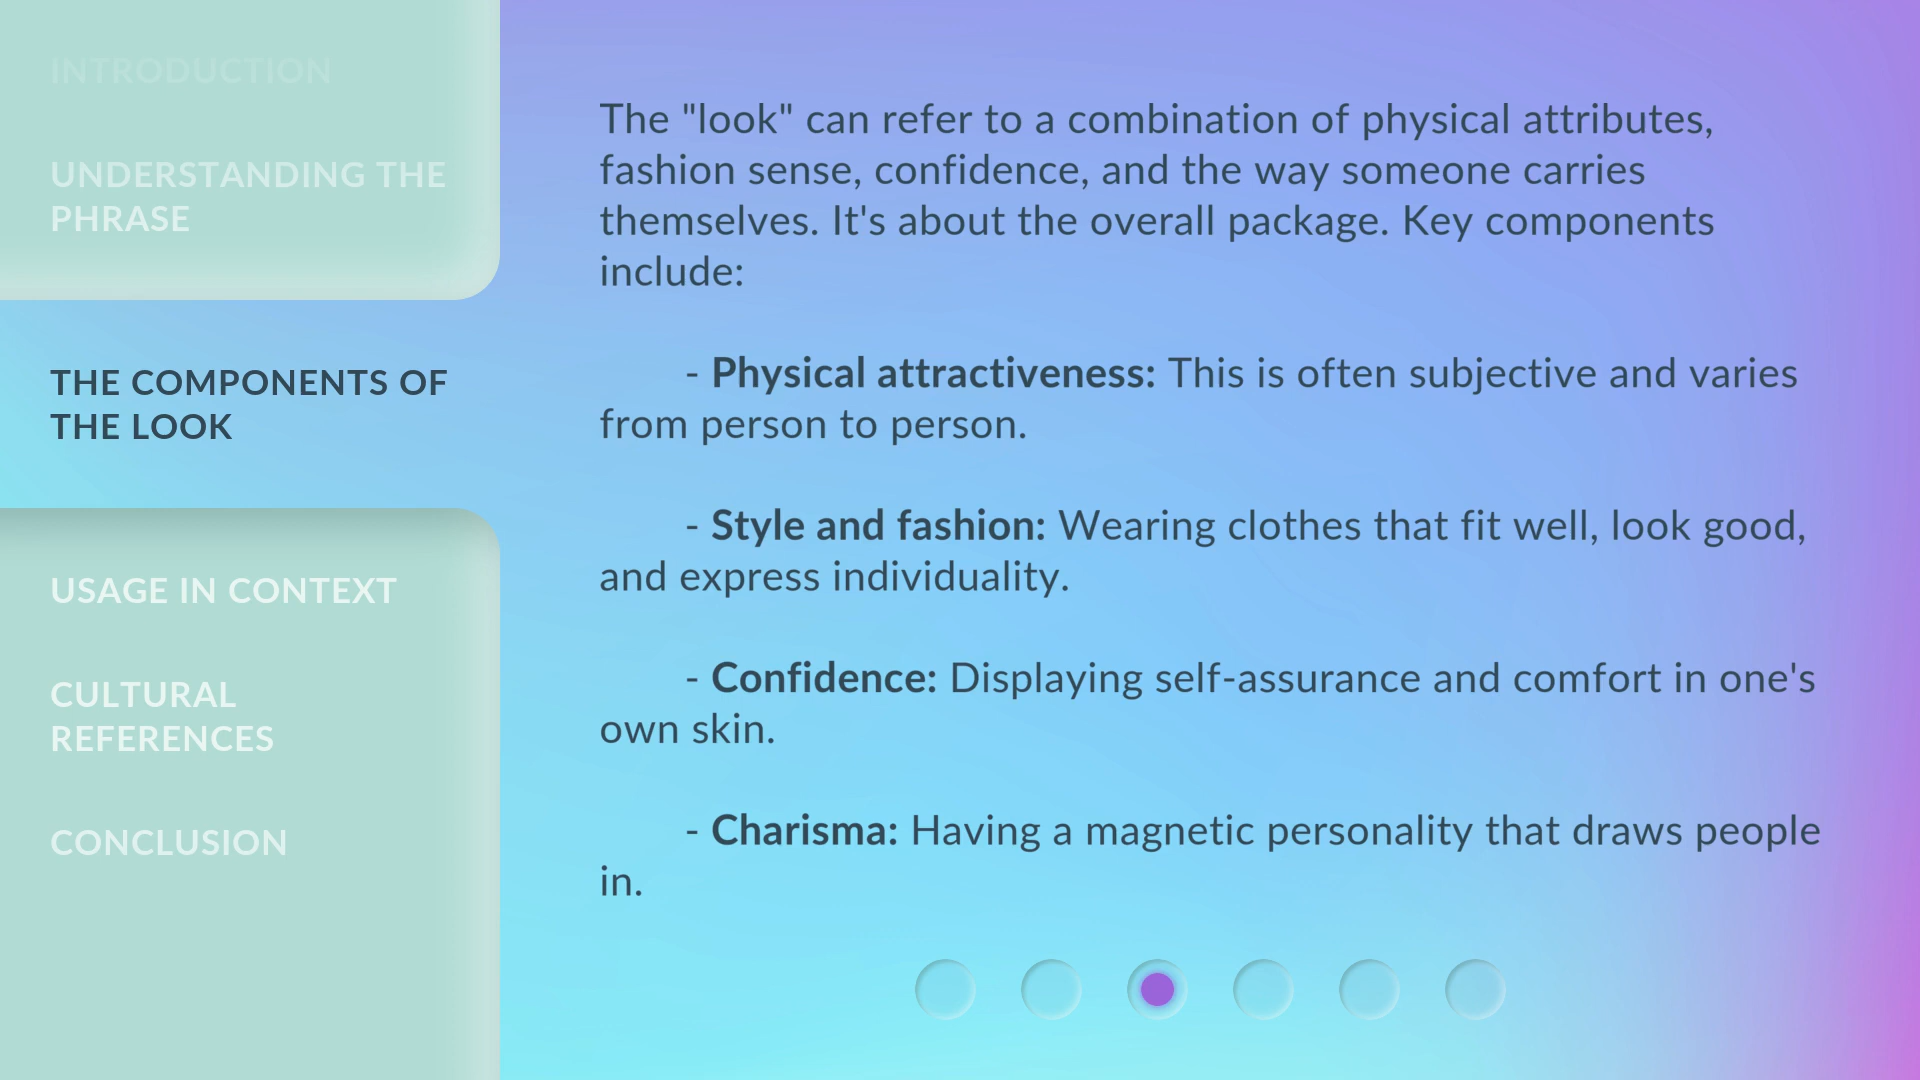 INTRODUCTION
UNDERSTANDING THE
PHRASE
THE COMPONENTS OF
THE LOOK
USAGE IN CONTEXT
CULTURAL
REFERENCES
CONCLUSION
The "look" can refer to a combination of physical attributes,
fashion sense, confidence, and the way someone carries
themselves. It's about the overall package. Key components
include:
- Physical attractiveness: This is often subjective and varies
from person to person.
- Style and fashion: Wearing clothes that fit well, look good,
and express individuality.
- Confidence: Displaying self-assurance and comfort in one's
own skin.
- Charisma: Having a magnetic personality that draws people
in.